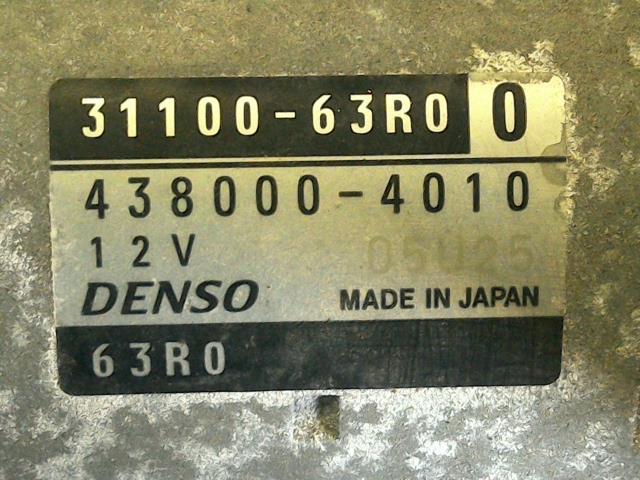 31100-63R0 0
438000-4010
12V 05U25
DENSO MADE IN JAPAN
63R0